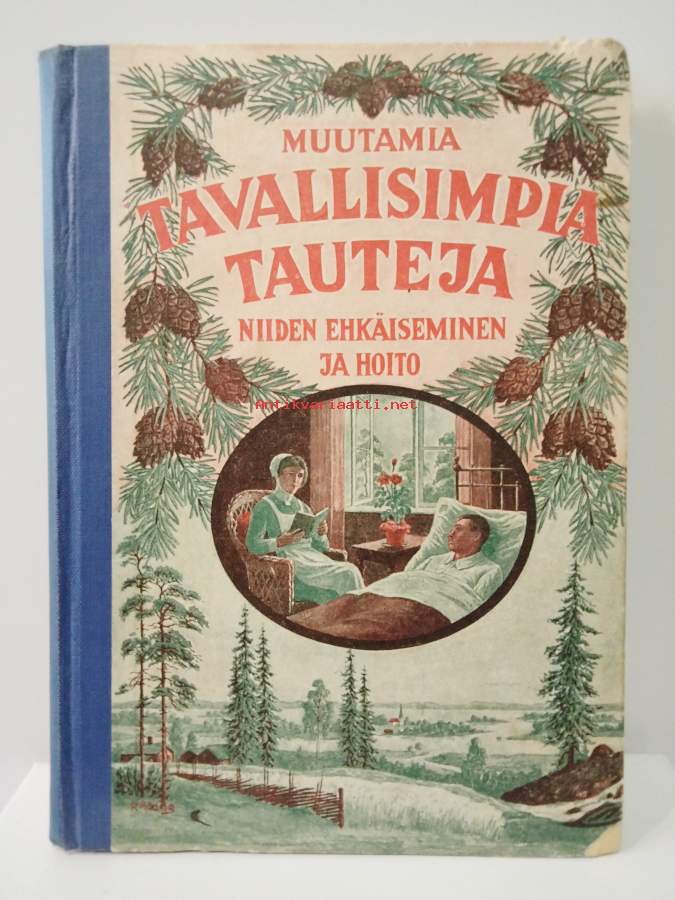 MUUTAMIA
TAVALLISIMPIA
TAUTEJA
NIIDEN EHKÄISEMINEN
JA HOITO
Antikvariaatti.net